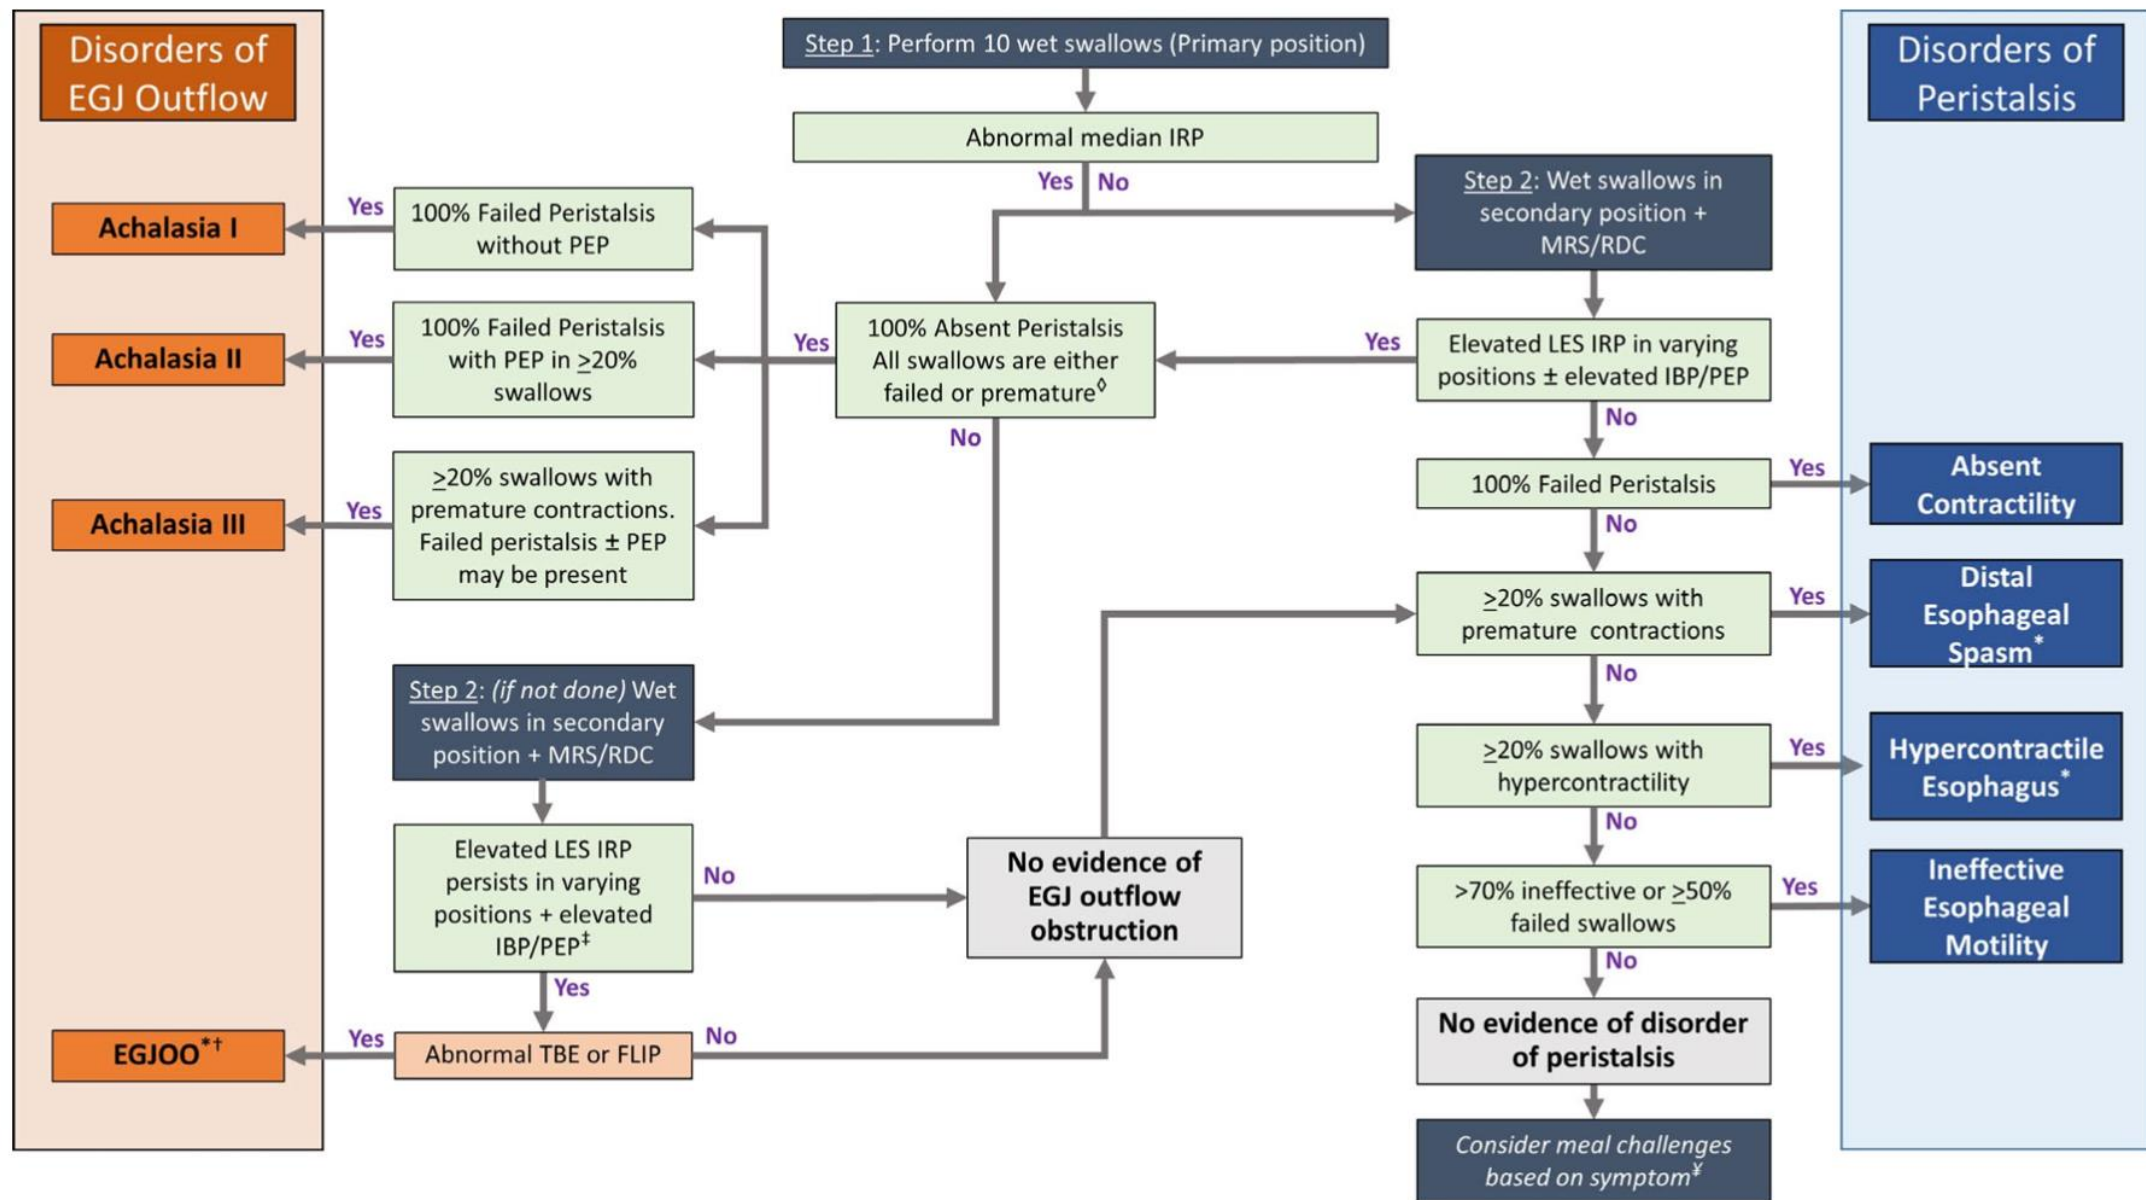 Disorders of
EGJ Outflow
Step 1: Perform 10 wet swallows (Primary position)
Disorders of
Peristalsis
Abnormal median IRP
Yes
No
Step 2: Wet swallows in
secondary position +
MRS/RDC
Achalasia I
Yes
100% Failed Peristalsis
without PEP
Achalasia II
Yes
100% Failed Peristalsis
with PEP in ≥20%
swallows
Yes
100% Absent Peristalsis
All swallows are either
failed or premature◊
Yes
Elevated LES IRP in varying
positions ± elevated IBP/PEP
No
No
Achalasia III
Yes
≥20% swallows with
premature contractions.
Failed peristalsis ± PEP
may be present
100% Failed Peristalsis
Yes
Absent
Contractility
No
≥20% swallows with
premature contractions
Yes
Distal
Esophageal
Spasm*
No
Step 2: (if not done) Wet
swallows in secondary
position + MRS/RDC
≥20% swallows with
hypercontractility
Yes
Hypercontractile
Esophagus*
No
Elevated LES IRP
persists in varying
positions + elevated
IBP/PEP‡
No
Yes
No evidence of
EGJ outflow
obstruction
>70% ineffective or ≥50%
failed swallows
Yes
Ineffective
Esophageal
Motility
No
EGJOO*†
Yes
Abnormal TBE or FLIP
No
No evidence of disorder
of peristalsis
Consider meal challenges
based on symptom¥